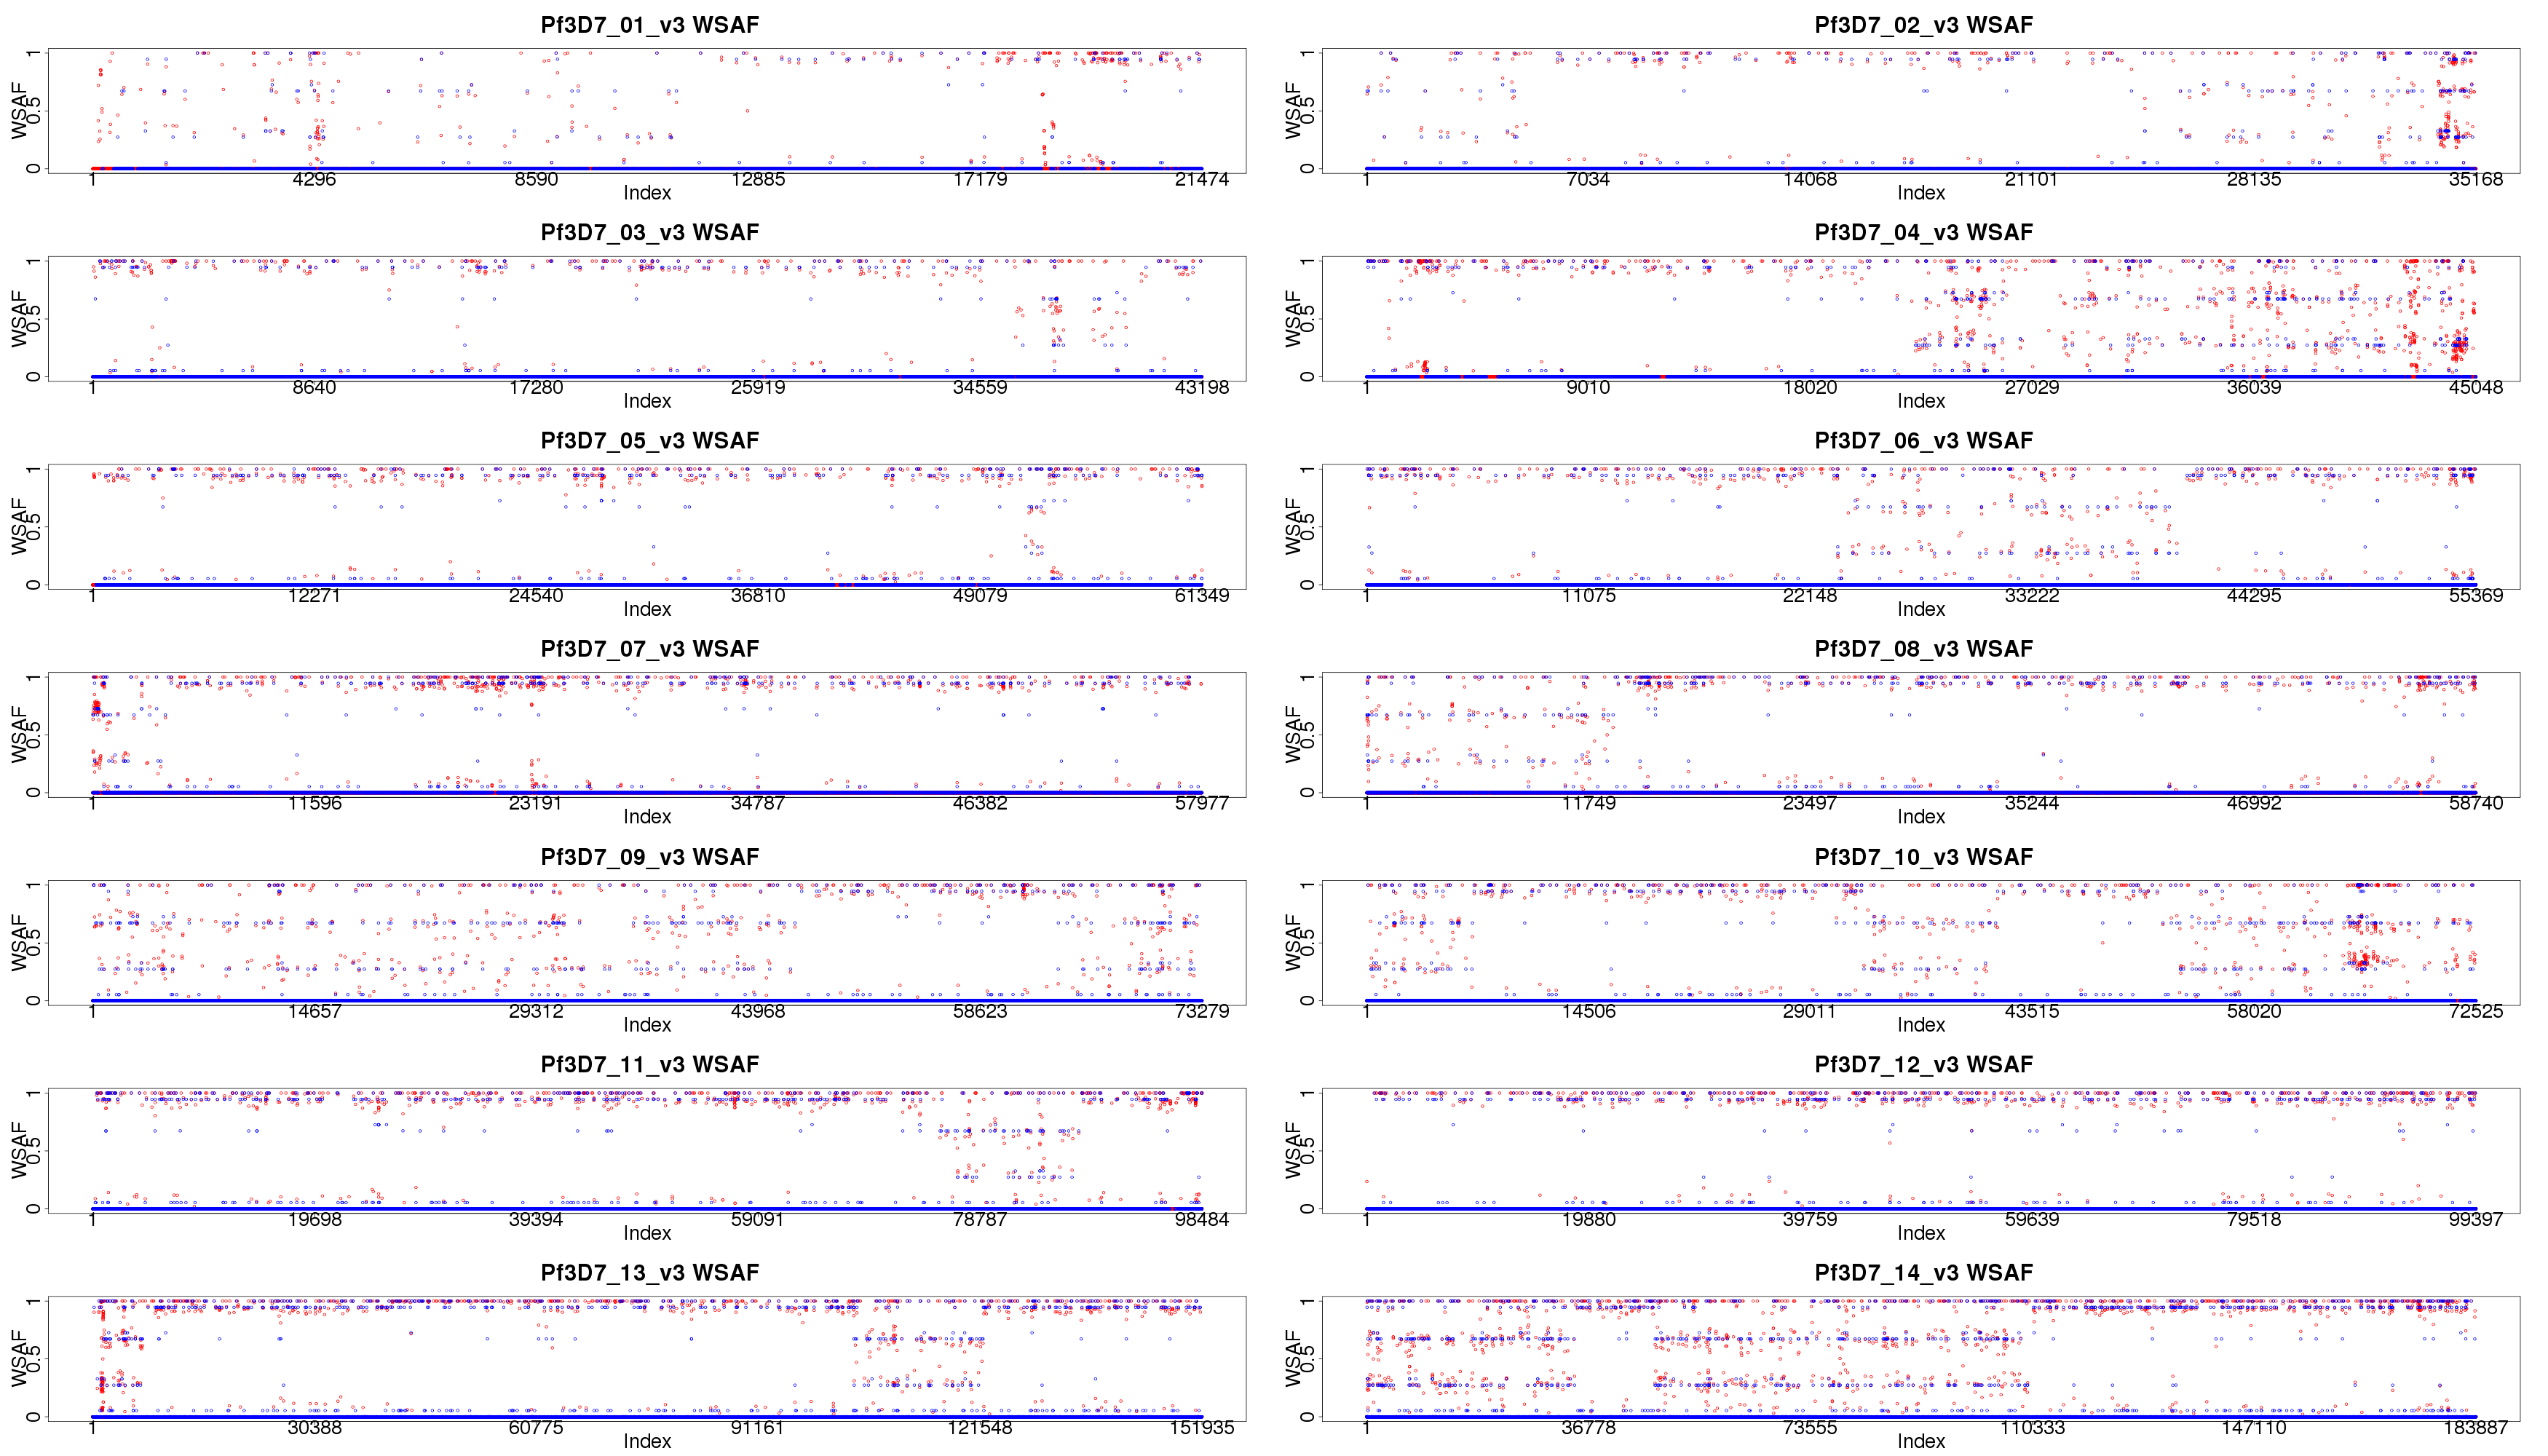 Pf3D7_01_v3 WSAF
WSAF
0 0.5 1
1 4296 8590 12885 17179 21474
Index
Pf3D7_02_v3 WSAF
WSAF
0 0.5 1
1 7034 14068 21101 28135 35168
Index
Pf3D7_03_v3 WSAF
WSAF
0 0.5 1
1 8640 17280 25919 34559 43198
Index
Pf3D7_04_v3 WSAF
WSAF
0 0.5 1
1 9010 18020 27029 36039 45048
Index
Pf3D7_05_v3 WSAF
WSAF
0 0.5 1
1 12271 24540 36810 49079 61349
Index
Pf3D7_06_v3 WSAF
WSAF
0 0.5 1
1 11075 22148 33222 44295 55369
Index
Pf3D7_07_v3 WSAF
WSAF
0 0.5 1
1 11596 23191 34787 46382 57977
Index
Pf3D7_08_v3 WSAF
WSAF
0 0.5 1
1 11749 23497 35244 46992 58740
Index
Pf3D7_09_v3 WSAF
WSAF
0 0.5 1
1 14657 29312 43968 58623 73279
Index
Pf3D7_10_v3 WSAF
WSAF
0 0.5 1
1 14506 29011 43515 58020 72525
Index
Pf3D7_11_v3 WSAF
WSAF
0 0.5 1
1 19698 39394 59091 78787 98484
Index
Pf3D7_12_v3 WSAF
WSAF
0 0.5 1
1 19880 39759 59639 79518 99397
Index
Pf3D7_13_v3 WSAF
WSAF
0 0.5 1
1 30388 60775 91161 121548 151935
Index
Pf3D7_14_v3 WSAF
WSAF
0 0.5 1
1 36778 73555 110333 147110 183887
Index